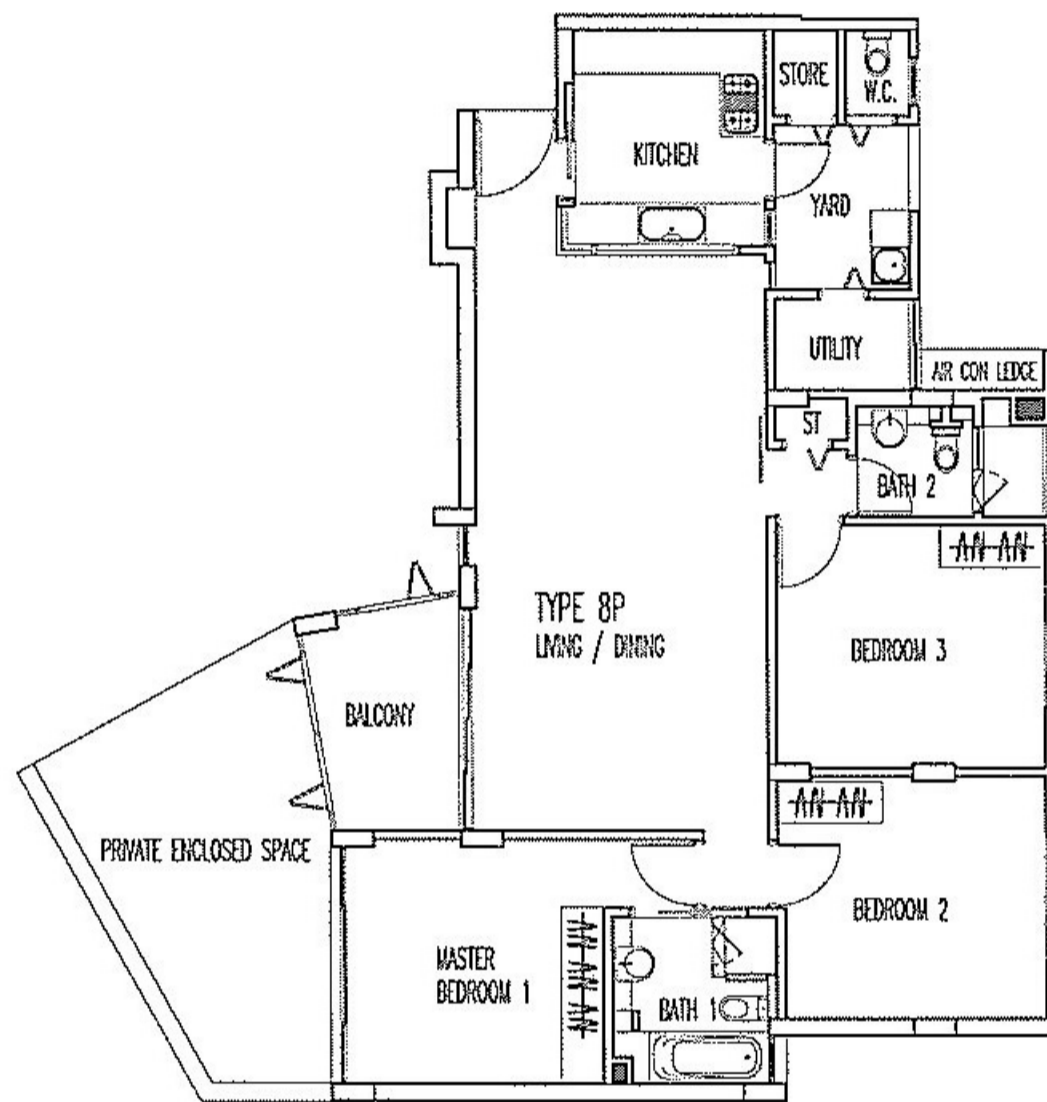 STORE
W.C.
KITCHEN
YARD
UTILITY
AIR CON LEDGE
ST
BATH 2
TYPE 8P
LIVING / DINING
BEDROOM 3
BALCONY
PRIVATE ENCLOSED SPACE
BEDROOM 2
MASTER
BEDROOM 1
BATH 1